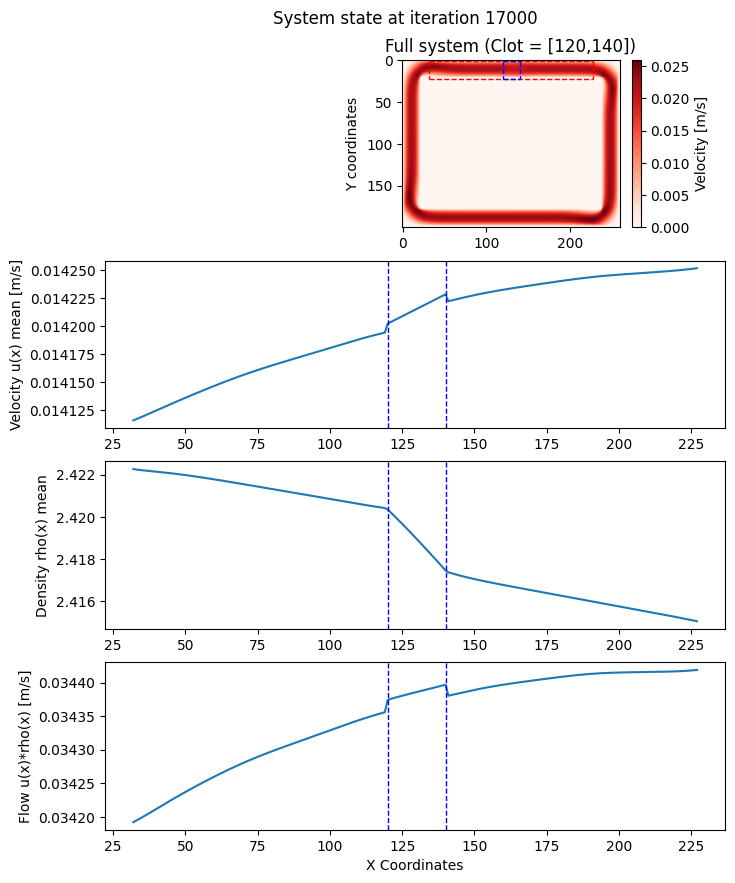 System state at iteration 17000
Full system (Clot = [120,140])
0
50
100
150
Y coordinates
0 100 200
0.025
0.020
0.015
0.010
0.005
0.000
Velocity [m/s]
0.014250
0.014225
0.014200
0.014175
0.014150
0.014125
Velocity u(x) mean [m/s]
25 50 75 100 125 150 175 200 225
2.422
2.420
2.418
2.416
Density rho(x) mean
25 50 75 100 125 150 175 200 225
0.03440
0.03435
0.03430
0.03425
0.03420
Flow u(x)*rho(x) [m/s]
25 50 75 100 125 150 175 200 225
X Coordinates